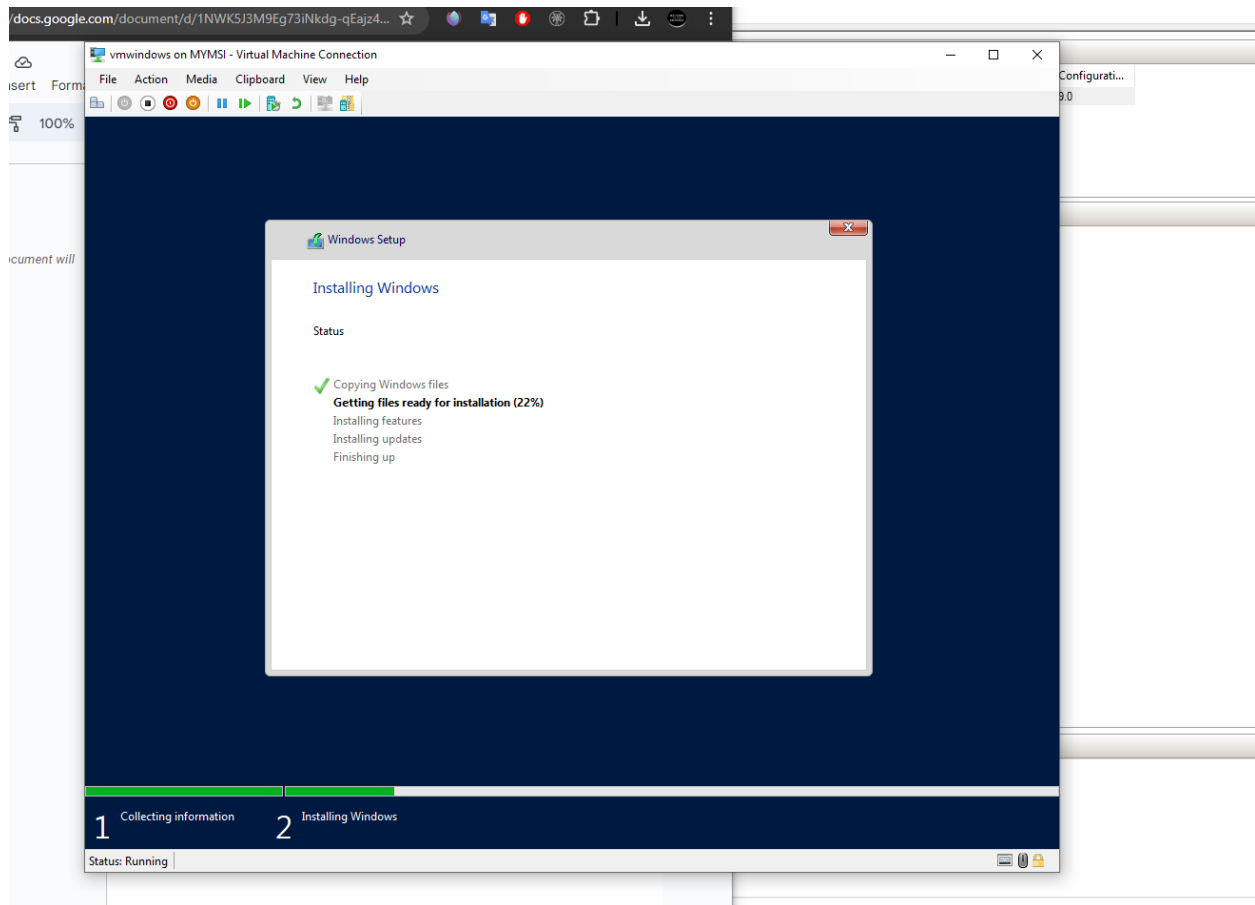 /docs.google.com/document/d/1NWK5J3M9Eg73iNkdg-qEajz4...
vmwindows on MYMSI - Virtual Machine Connection
File Action Media Clipboard View Help
nsert Form
Configurati...
9.0
100%
Windows Setup
Installing Windows
ocument will
Status
Copying Windows files
Getting files ready for installation (22%)
Installing features
Installing updates
Finishing up
1 Collecting information 2 Installing Windows
Status: Running